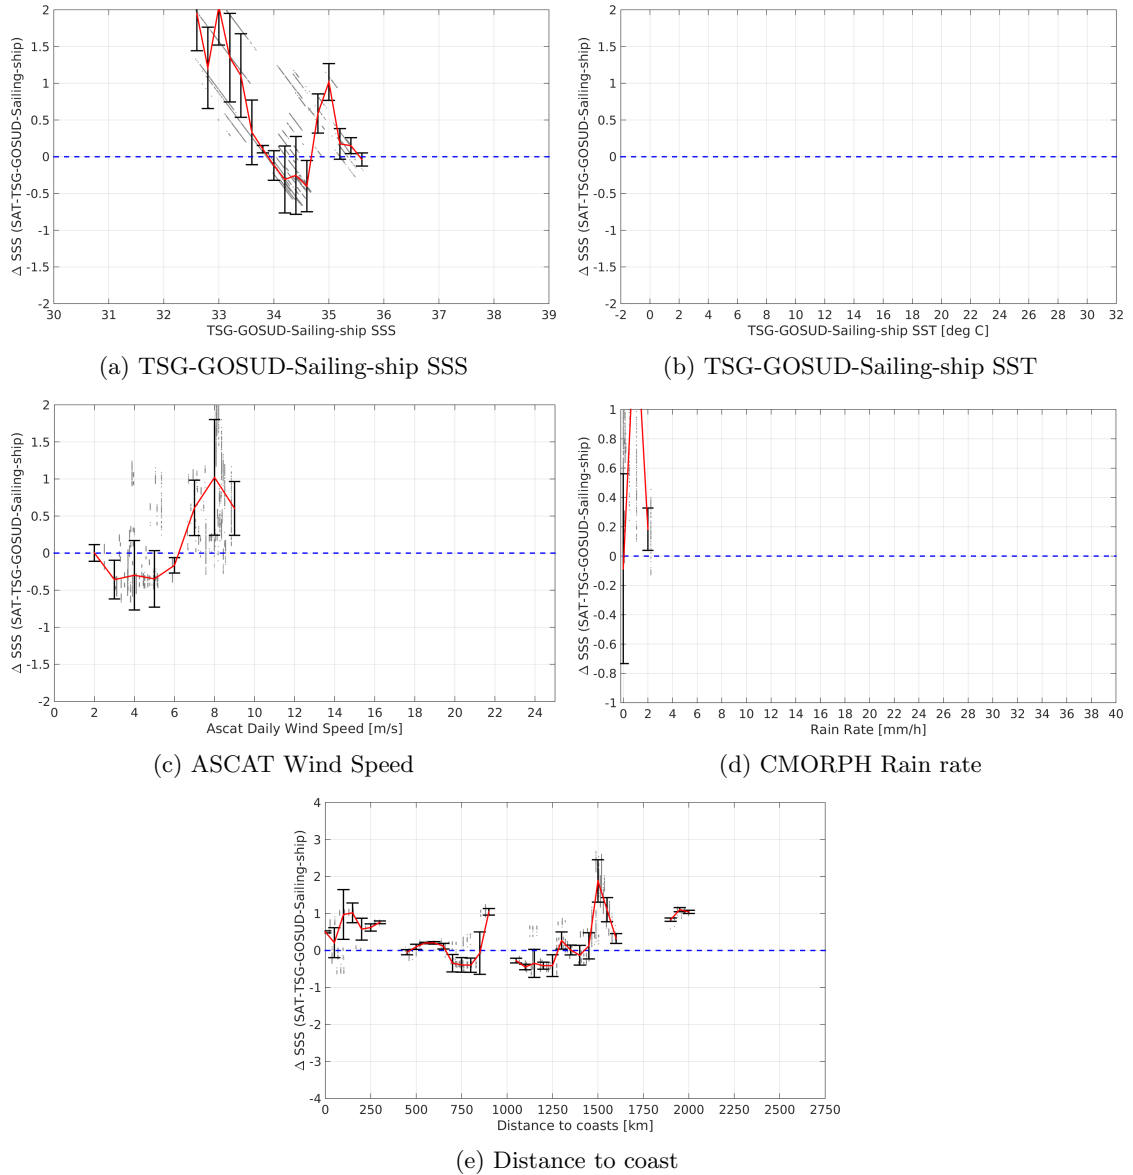 Δ SSS (SAT-TSG-GOSUD-Sailing-ship)
2
1.5
1
0.5
0
-0.5
-1
-1.5
-2
30 31 32 33 34 35 36 37 38 39
TSG-GOSUD-Sailing-ship SSS
(a) TSG-GOSUD-Sailing-ship SSS
Δ SSS (SAT-TSG-GOSUD-Sailing-ship)
2
1.5
1
0.5
0
-0.5
-1
-1.5
-2
-2 0 2 4 6 8 10 12 14 16 18 20 22 24 26 28 30 32
TSG-GOSUD-Sailing-ship SST [deg C]
(b) TSG-GOSUD-Sailing-ship SST
Δ SSS (SAT-TSG-GOSUD-Sailing-ship)
2
1.5
1
0.5
0
-0.5
-1
-1.5
-2
0 2 4 6 8 10 12 14 16 18 20 22 24
Ascat Daily Wind Speed [m/s]
(c) ASCAT Wind Speed
Δ SSS (SAT-TSG-GOSUD-Sailing-ship)
1
0.8
0.6
0.4
0.2
0
-0.2
-0.4
-0.6
-0.8
-1
0 2 4 6 8 10 12 14 16 18 20 22 24 26 28 30 32 34 36 38 40
Rain Rate [mm/h]
(d) CMORPH Rain rate
Δ SSS (SAT-TSG-GOSUD-Sailing-ship)
4
3
2
1
0
-1
-2
-3
-4
0 250 500 750 1000 1250 1500 1750 2000 2250 2500 2750
Distance to coasts [km]
(e) Distance to coast